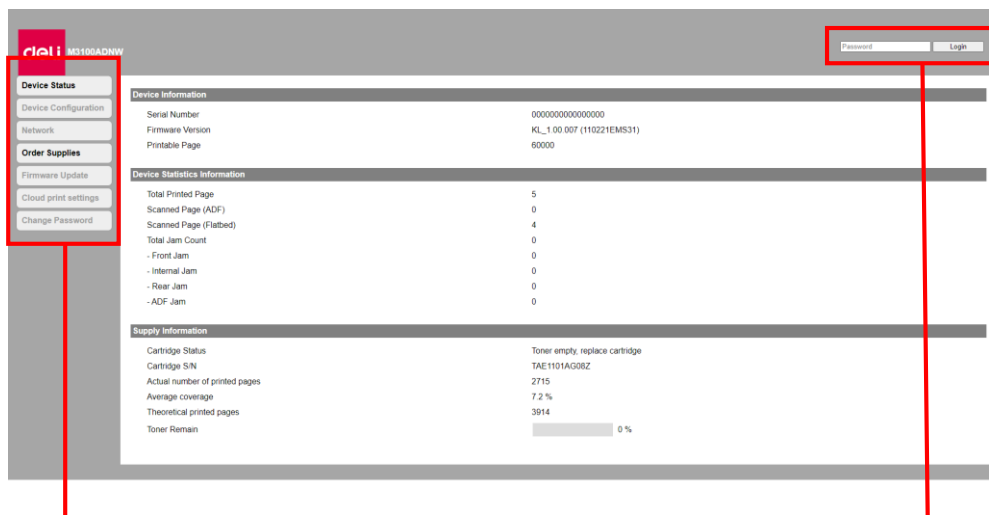 deli M3100ADNW
Password Login
Device Status
Device Configuration
Network
Order Supplies
Firmware Update
Cloud print settings
Change Password
Device Information
Serial Number 0000000000000000
Firmware Version KL_1.00.007 (110221EMS31)
Printable Page 60000
Device Statistics Information
Total Printed Page 5
Scanned Page (ADF) 0
Scanned Page (Flatbed) 4
Total Jam Count 0
- Front Jam 0
- Internal Jam 0
- Rear Jam 0
- ADF Jam 0
Supply Information
Cartridge Status Toner empty, replace cartridge
Cartridge S/N TAE1101AG08Z
Actual number of printed pages 2715
Average coverage 7.2 %
Theoretical printed pages 3914
Toner Remain 0 %